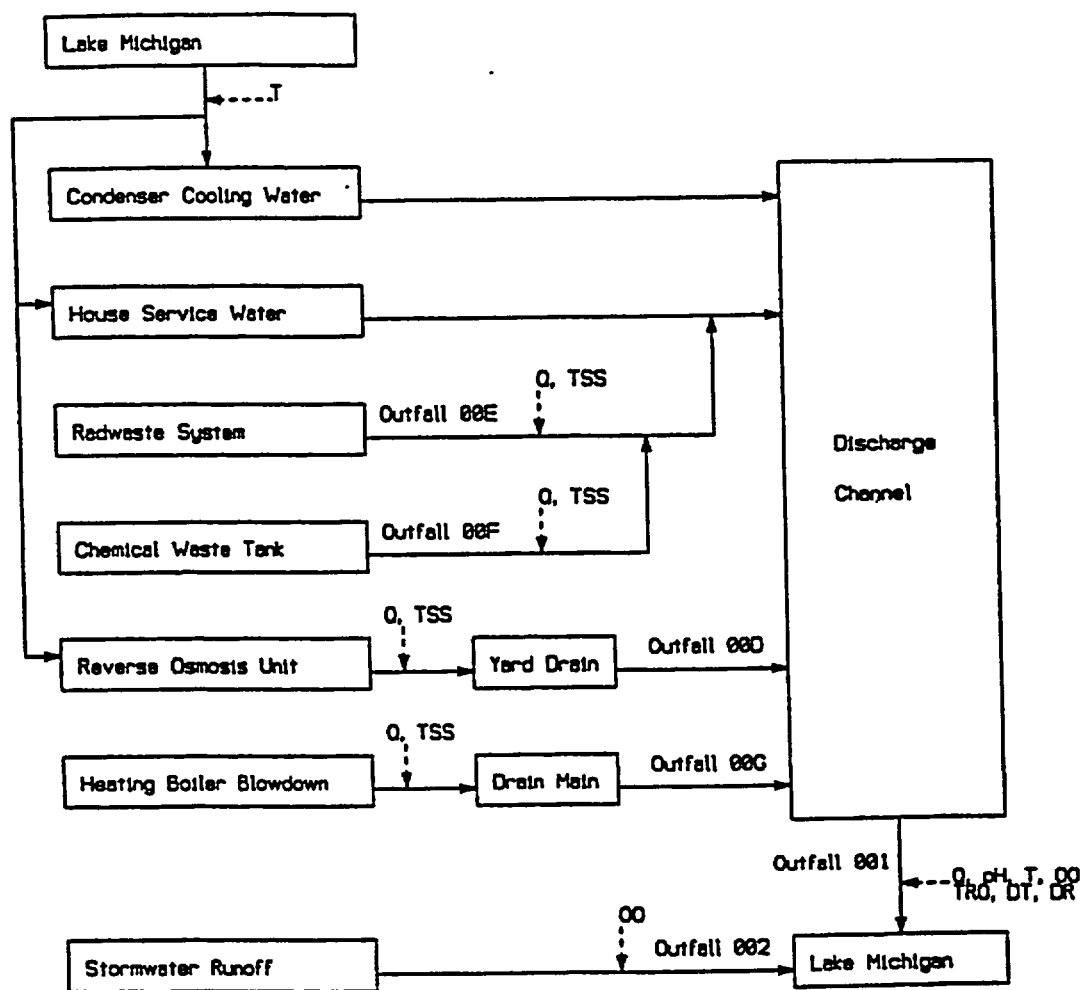 Lake Michigan
T
Condenser Cooling Water
House Service Water
Q, TSS
Outfall 00E
Radwaste System
Discharge
Channel
Q, TSS
Outfall 00F
Chemical Waste Tank
Q, TSS
Outfall 00D
Reverse Osmosis Unit
Yard Drain
Q, TSS
Outfall 00G
Heating Boiler Blowdown
Drain Main
Outfall 001
Q, pH, T, OO
TRO, DT, DR
OO
Outfall 002
Stormwater Runoff
Lake Michigan